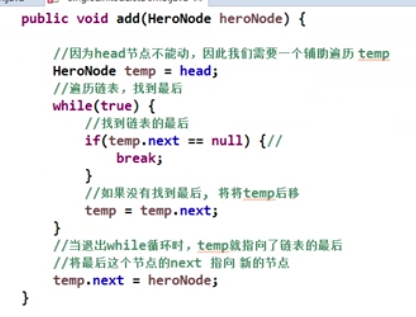 public void add(HeroNode heroNode) {
//因为head节点不能动，因此我们需要一个辅助遍历 temp
HeroNode temp = head;
//遍历链表，找到最后
while(true) {
//找到链表的最后
if(temp.next == null) {//
break;
}
//如果没有找到最后, 将将temp后移
temp = temp.next;
}
//当退出while循环时，temp就指向了链表的最后
//将最后这个节点的next 指向 新的节点
temp.next = heroNode;
}